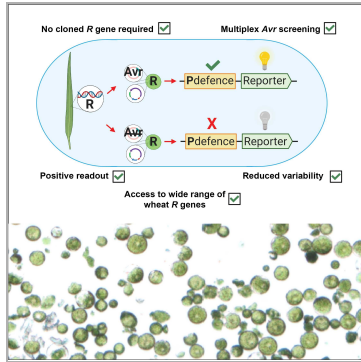 No cloned R gene required
Multiplex Avr screening
Avr
R
Pdefence
Reporter
R
Avr
R
X
Pdefence
Reporter
Positive readout
Reduced variability
Access to wide range of
wheat R genes